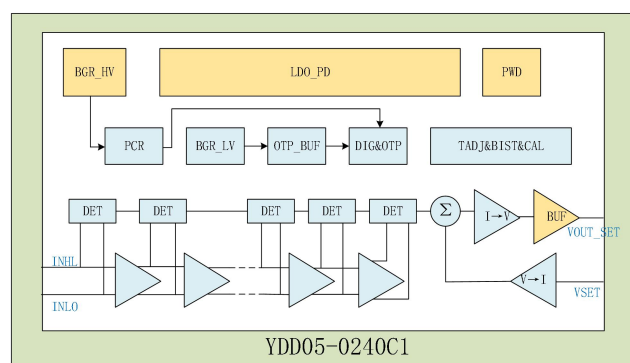 BGR_HV
LDO_PD
PWD
PCR
BGR_LV
OTP_BUF
DIG&OTP
TADJ&BIST&CAL
DET
DET
DET
DET
DET
Σ
I→V
BUF
VOUT_SET
INHL
INLO
V→I
VSET
YDD05-0240C1